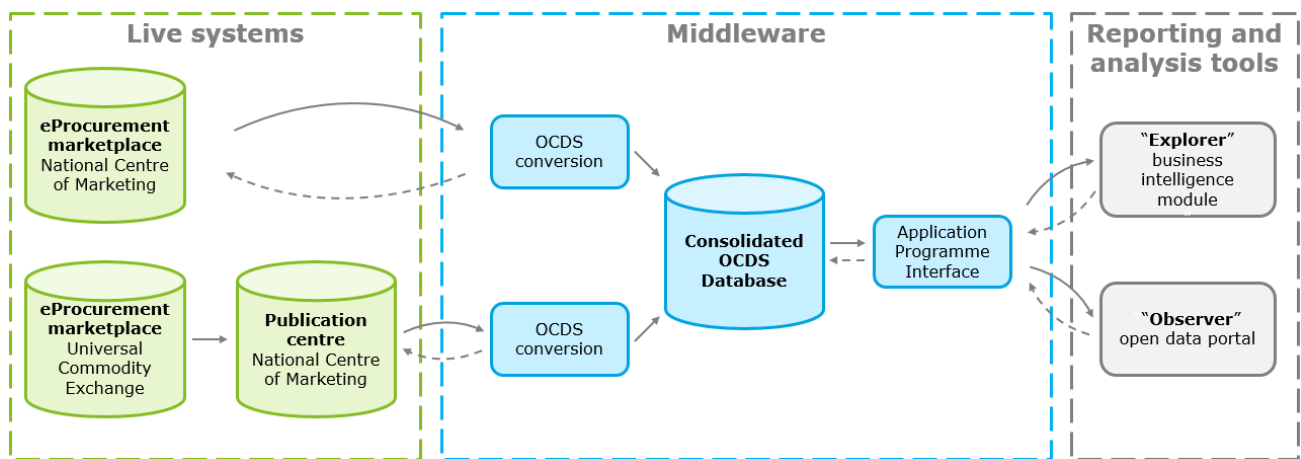 Live systems
Middleware
Reporting and
analysis tools
eProcurement
marketplace
National Centre
of Marketing
OCDS
conversion
"Explorer"
business
intelligence
module
Consolidated
OCDS
Database
Application
Programme
Interface
eProcurement
marketplace
Universal
Commodity
Exchange
Publication
centre
National Centre
of Marketing
OCDS
conversion
"Observer"
open data portal